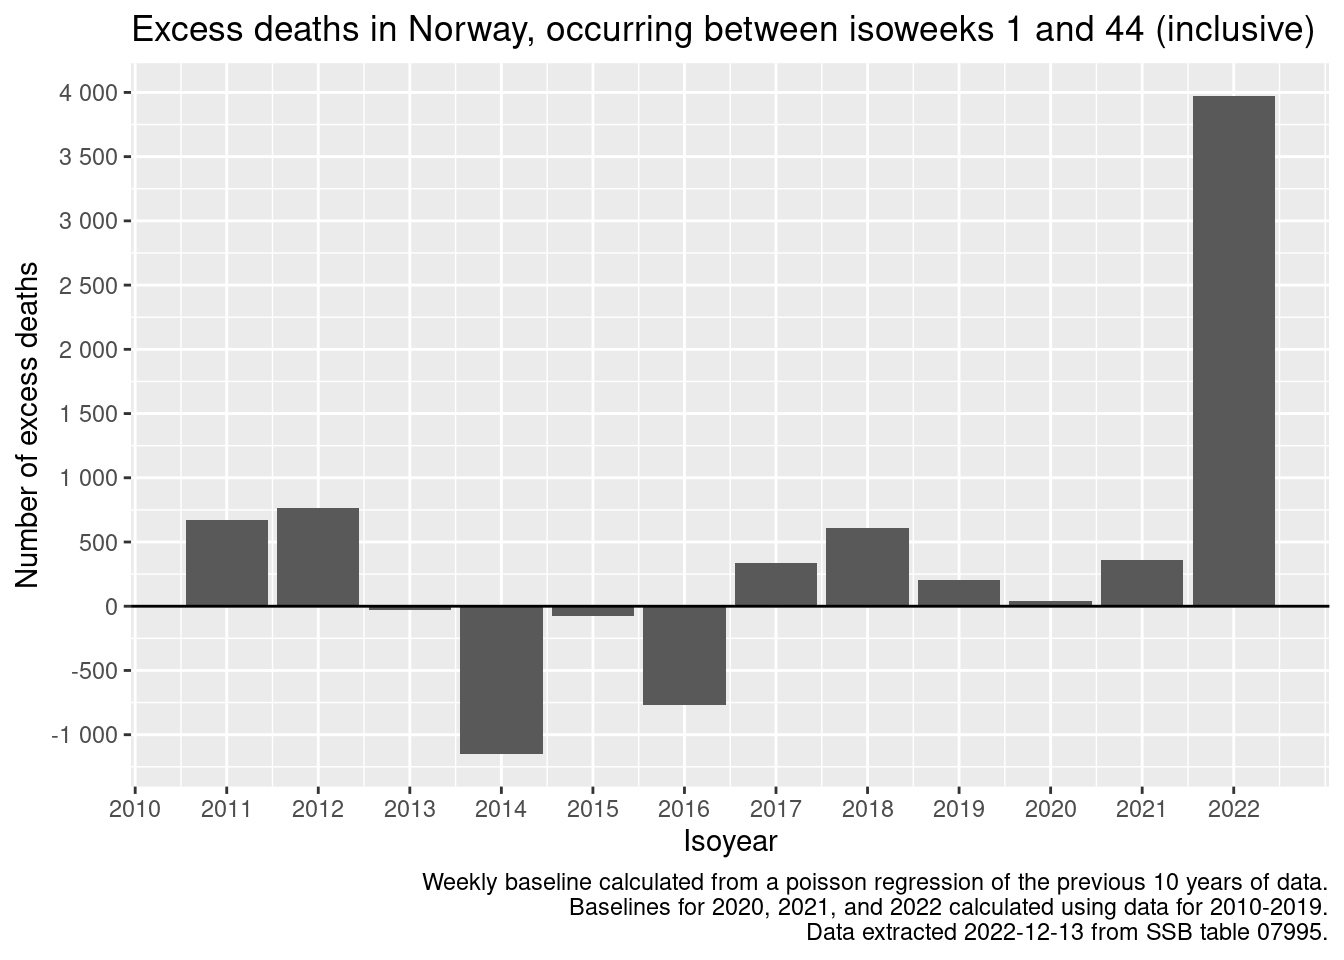 Excess deaths in Norway, occurring between isoweeks 1 and 44 (inclusive)
4 000
3 500
3 000
2 500
2 000
1 500
1 000
500
0
-500
-1 000
Number of excess deaths
2010 2011 2012 2013 2014 2015 2016 2017 2018 2019 2020 2021 2022
Isoyear
Weekly baseline calculated from a poisson regression of the previous 10 years of data.
Baselines for 2020, 2021, and 2022 calculated using data for 2010-2019.
Data extracted 2022-12-13 from SSB table 07995.